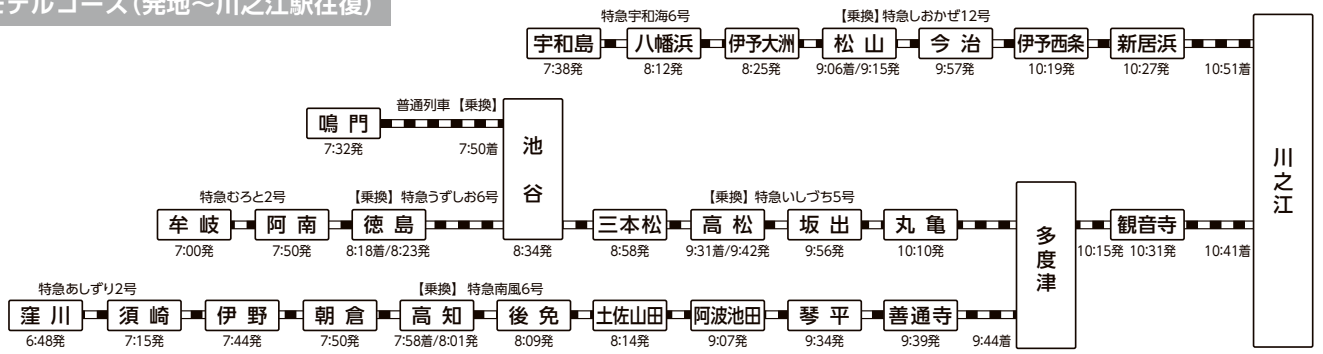 モデルコース(発地〜川之江駅往復)
特急宇和海6号 【乗換】特急しおかぜ12号
宇和島 八幡浜 伊予大洲 松山 今治 伊予西条 新居浜
7:38発 8:12発 8:25発 9:06着/9:15発 9:57発 10:19発 10:27発 10:51着
普通列車 【乗換】
鳴門
7:32発 7:50着
池谷
川之江
特急むろと2号 【乗換】特急うずしお6号 【乗換】特急いしづち5号
牟岐 阿南 徳島 三本松 高松 坂出 丸亀 観音寺
7:00発 7:50発 8:18着/8:23発 8:34発 8:58発 9:31着/9:42発 9:56発 10:10発 10:15発 10:31発 10:41着
多度津
特急あしずり2号 【乗換】 特急南風6号
窪川 須崎 伊野 朝倉 高知 後免 土佐山田 阿波池田 琴平 善通寺
6:48発 7:15発 7:44発 7:50発 7:58着/8:01発 8:09発 8:14発 9:07発 9:34発 9:39発 9:44着